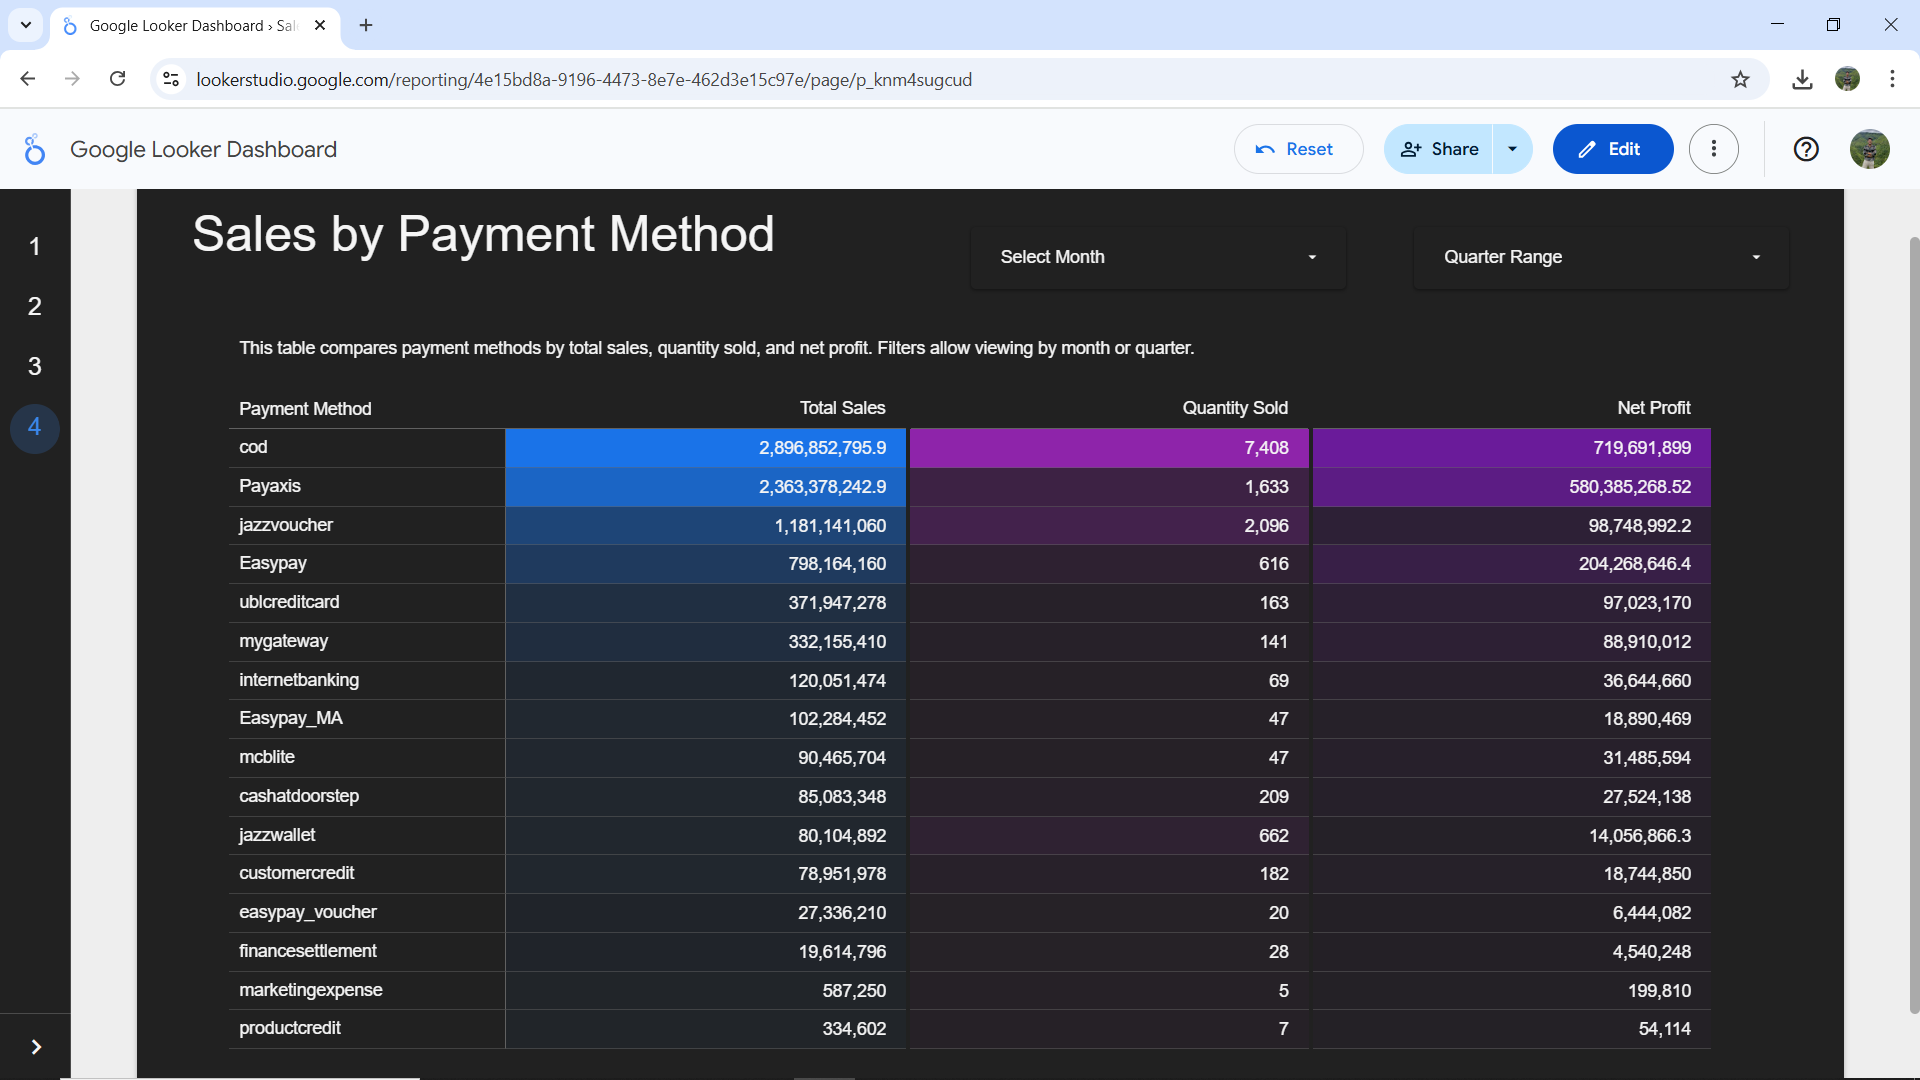 Google Looker Dashboard › Sal
lookerstudio.google.com/reporting/4e15bd8a-9196-4473-8e7e-462d3e15c97e/page/p_knm4sugcud
Google Looker Dashboard
Reset
Share
Edit
1
2
3
4
Sales by Payment Method
Select Month
Quarter Range
This table compares payment methods by total sales, quantity sold, and net profit. Filters allow viewing by month or quarter.
Payment Method Total Sales Quantity Sold Net Profit
cod 2,896,852,795.9 7,408 719,691,899
Payaxis 2,363,378,242.9 1,633 580,385,268.52
jazzvoucher 1,181,141,060 2,096 98,748,992.2
Easypay 798,164,160 616 204,268,646.4
ublcreditcard 371,947,278 163 97,023,170
mygateway 332,155,410 141 88,910,012
internetbanking 120,051,474 69 36,644,660
Easypay_MA 102,284,452 47 18,890,469
mcblite 90,465,704 47 31,485,594
cashatdoorstep 85,083,348 209 27,524,138
jazzwallet 80,104,892 662 14,056,866.3
customercredit 78,951,978 182 18,744,850
easypay_voucher 27,336,210 20 6,444,082
financesettlement 19,614,796 28 4,540,248
marketingexpense 587,250 5 199,810
productcredit 334,602 7 54,114